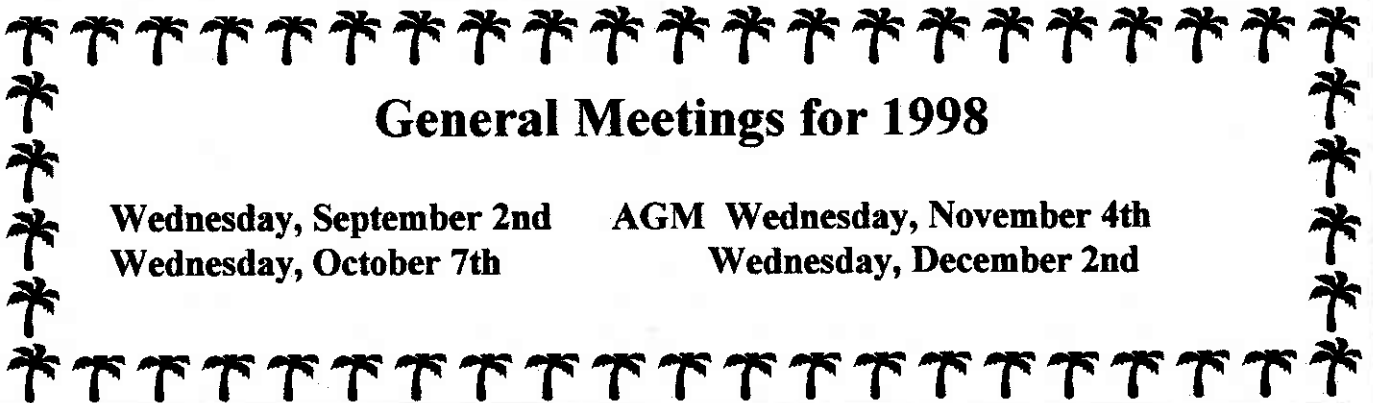 General Meetings for 1998
Wednesday, September 2nd AGM Wednesday, November 4th
Wednesday, October 7th Wednesday, December 2nd